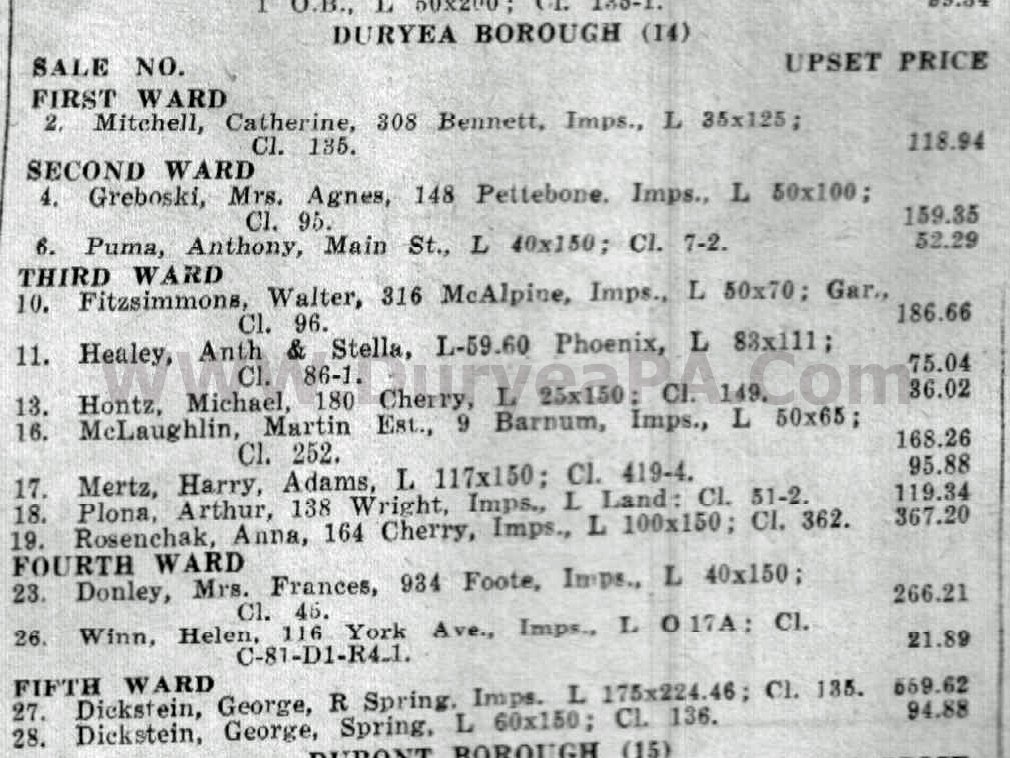 1 O.B., L 50x200; Cl. 135-1.
DURYEA BOROUGH (14)
SALE NO. UPSET PRICE
FIRST WARD
2. Mitchell, Catherine, 308 Bennett, Imps., L 35x125;
Cl. 135. 118.94
SECOND WARD
4. Greboski, Mrs. Agnes, 148 Pettebone, Imps., L 50x100;
Cl. 95. 159.35
6. Puma, Anthony, Main St., L 40x150; Cl. 7-2. 52.29
THIRD WARD
10. Fitzsimmons, Walter, 316 McAlpine, Imps., L 50x70; Gar.,
Cl. 96. 186.66
11. Healey, Anth & Stella, L-59.60 Phoenix, L 83x111;
Cl. 86-1. 75.04
WWW.DuryeaPA.Com
13. Hontz, Michael, 180 Cherry, L 25x150; Cl. 149. 36.02
16. McLaughlin, Martin Est., 9 Barnum, Imps., L 50x65;
Cl. 252. 168.26
17. Mertz, Harry, Adams, L 117x150; Cl. 419-4. 95.88
18. Plona, Arthur, 138 Wright, Imps., L Land: Cl. 51-2. 119.34
19. Rosenchak, Anna, 164 Cherry, Imps., L 100x150; Cl. 362. 367.20
FOURTH WARD
23. Donley, Mrs. Frances, 934 Foote, Imps., L 40x150;
Cl. 45. 266.21
26. Winn, Helen, 116 York Ave., Imps., L O 17A: Cl.
C-81-D1-R4-1. 21.89
FIFTH WARD
27. Dickstein, George, R Spring, Imps. L 175x224.46; Cl. 135. 559.62
28. Dickstein, George, Spring, L 60x150; Cl. 136. 94.88
DUPONT BOROUGH (15)